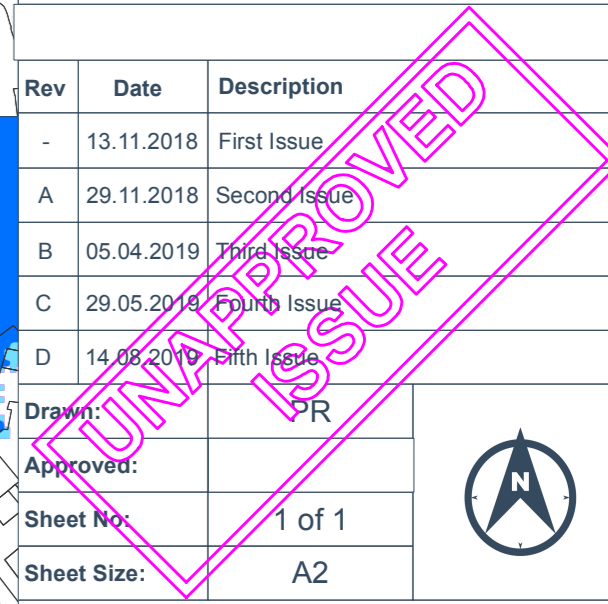 Rev Date Description
- 13.11.2018 First Issue
A 29.11.2018 Second Issue
B 05.04.2019 Third Issue
C 29.05.2019 Fourth Issue
D 14.08.2019 Fifth Issue
Drawn: PR
Approved:
Sheet No: 1 of 1
Sheet Size: A2
N
UNAPPROVED
ISSUE